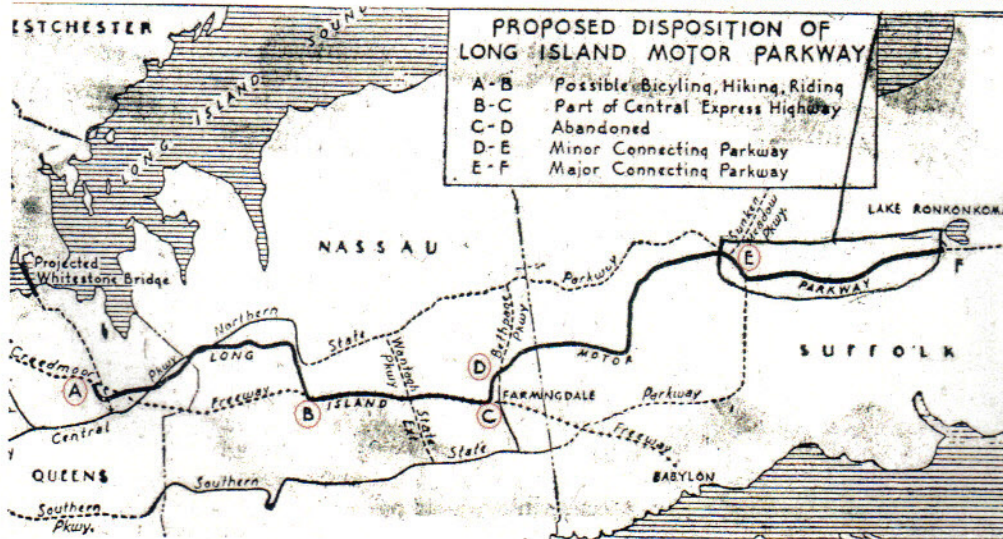 ESTCHESTER
LONG ISLAND SOUND
PROPOSED DISPOSITION OF
LONG ISLAND MOTOR PARKWAY
A-B Possible Bicyling, Hiking, Riding
B-C Part of Central Express Highway
C-D Abandoned
D-E Minor Connecting Parkway
E-F Major Connecting Parkway
LAKE RONKONKOMA
Sunken
Meadow
Pkwy.
NASSAU
E
F
PARKWAY
Projected
Whitestone Bridge
Northern
State
Parkway
Bethpage
Pkwy
Pkwy
LONG
MOTOR
SUFFOLK
Wantagh
Pkwy
State
Ext
D
Creedmoor
A
Freeway
B
ISLAND
C
FARMINGDALE
Parkway
Freeway
Central
State
QUEENS
Southern
BABYLON
Southern
Pkwy.